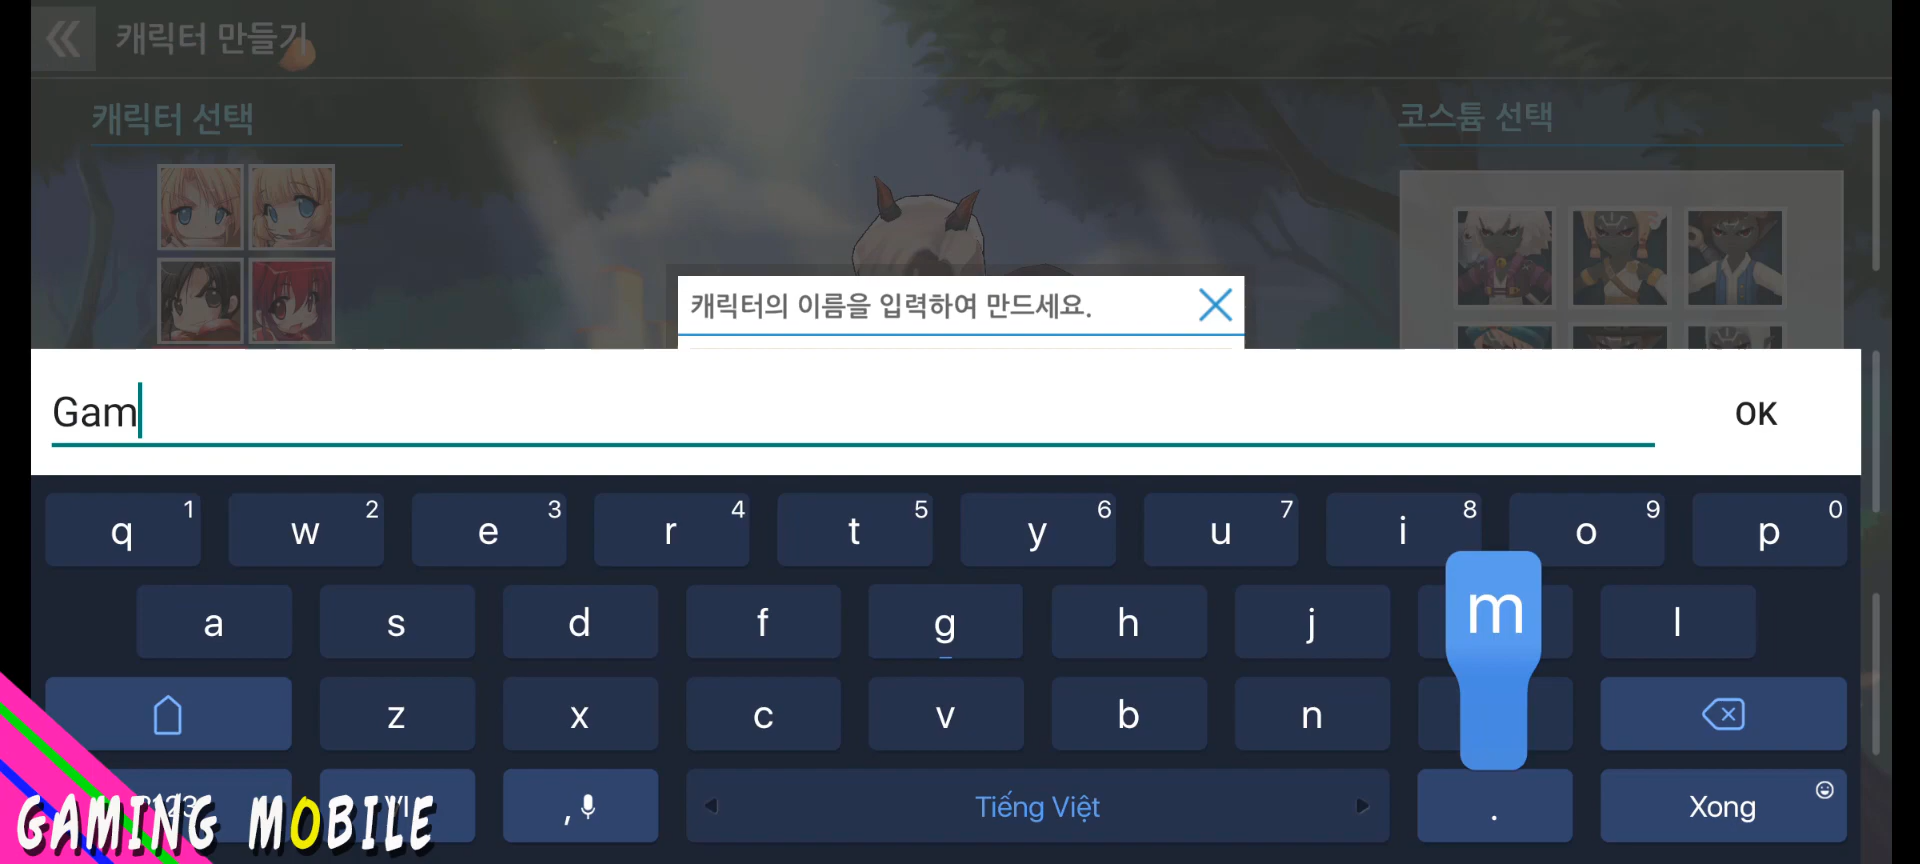 캐릭터 만들기
캐릭터 선택
코스튬 선택
캐릭터의 이름을 입력하여 만드세요.
Gam
OK
q 1 w 2 e 3 r 4 t 5 y 6 u 7 i 8 o 9 p 0
a s d f g h j m l
z x c v b n
, Tiếng Việt . Xong
GAMING MOBILE